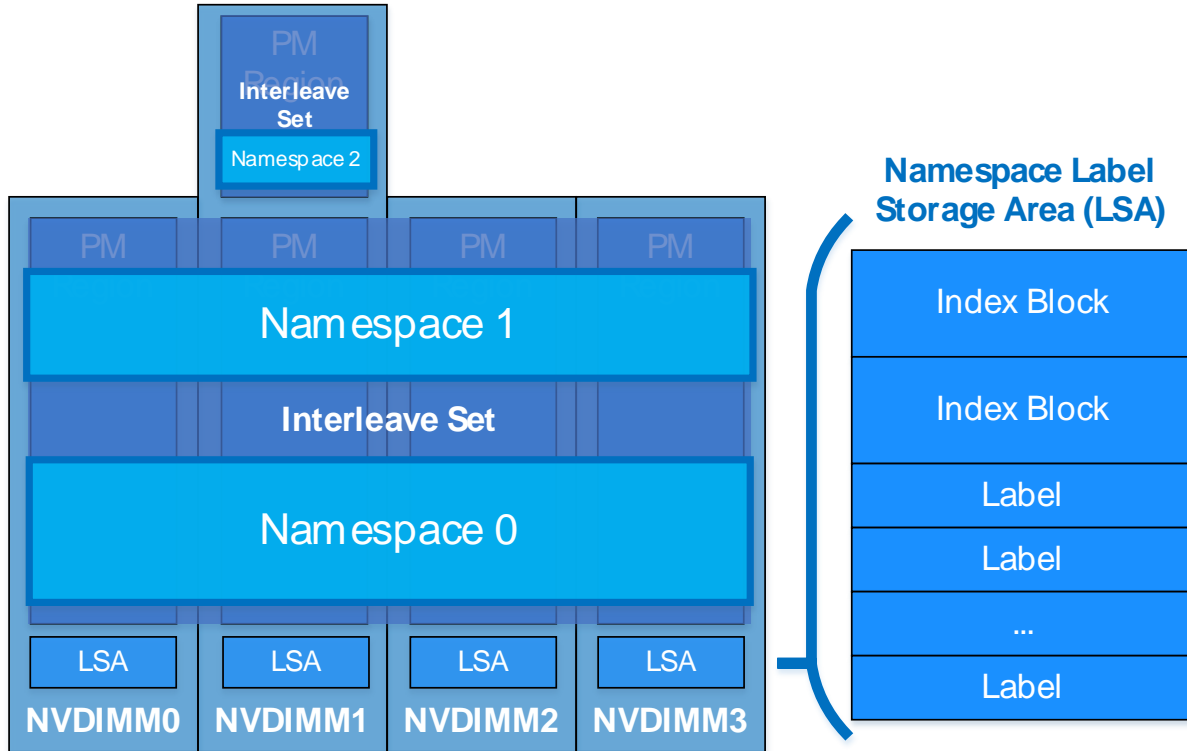 PM
Region
Interleave
Set
Namespace 2
PM
PM
PM
PM
Namespace 1
Interleave Set
Namespace 0
LSA
LSA
LSA
LSA
NVDIMM0
NVDIMM1
NVDIMM2
NVDIMM3
Namespace Label
Storage Area (LSA)
Index Block
Index Block
Label
Label
...
Label